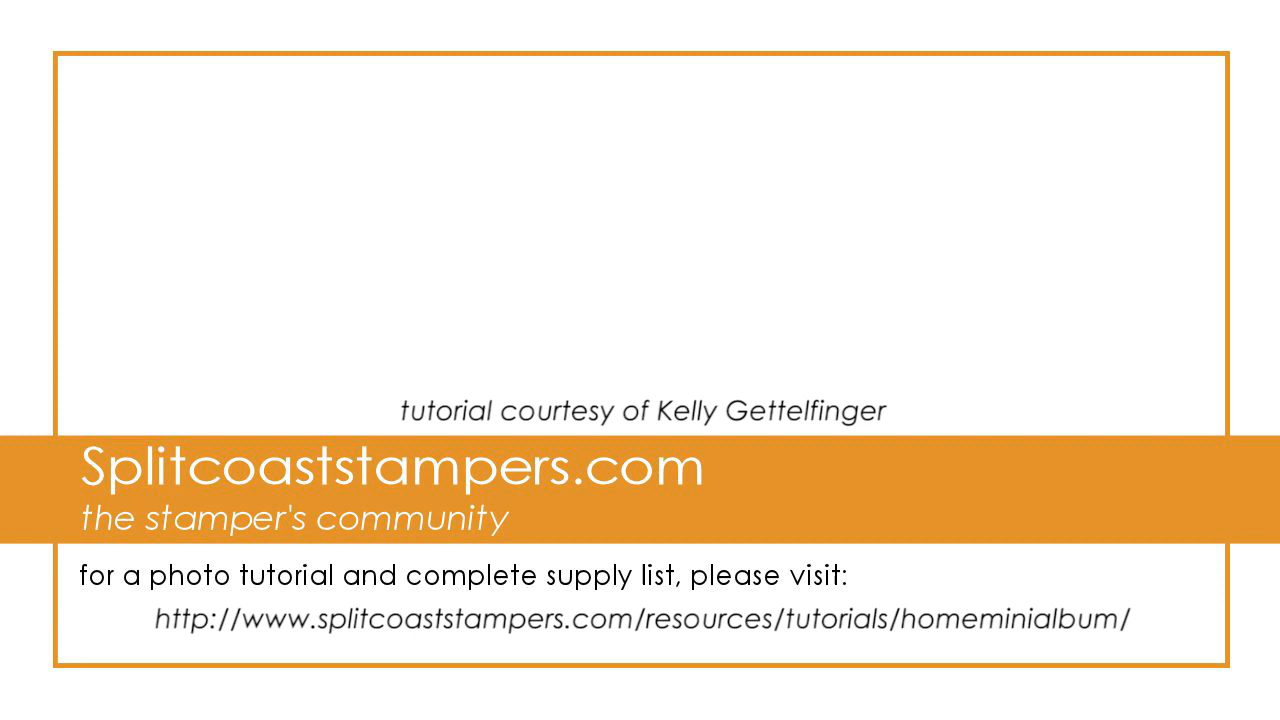 tutorial courtesy of Kelly Gettelfinger
Splitcoaststampers.com
the stamper's community
for a photo tutorial and complete supply list, please visit:
http://www.splitcoaststampers.com/resources/tutorials/homeminialbum/